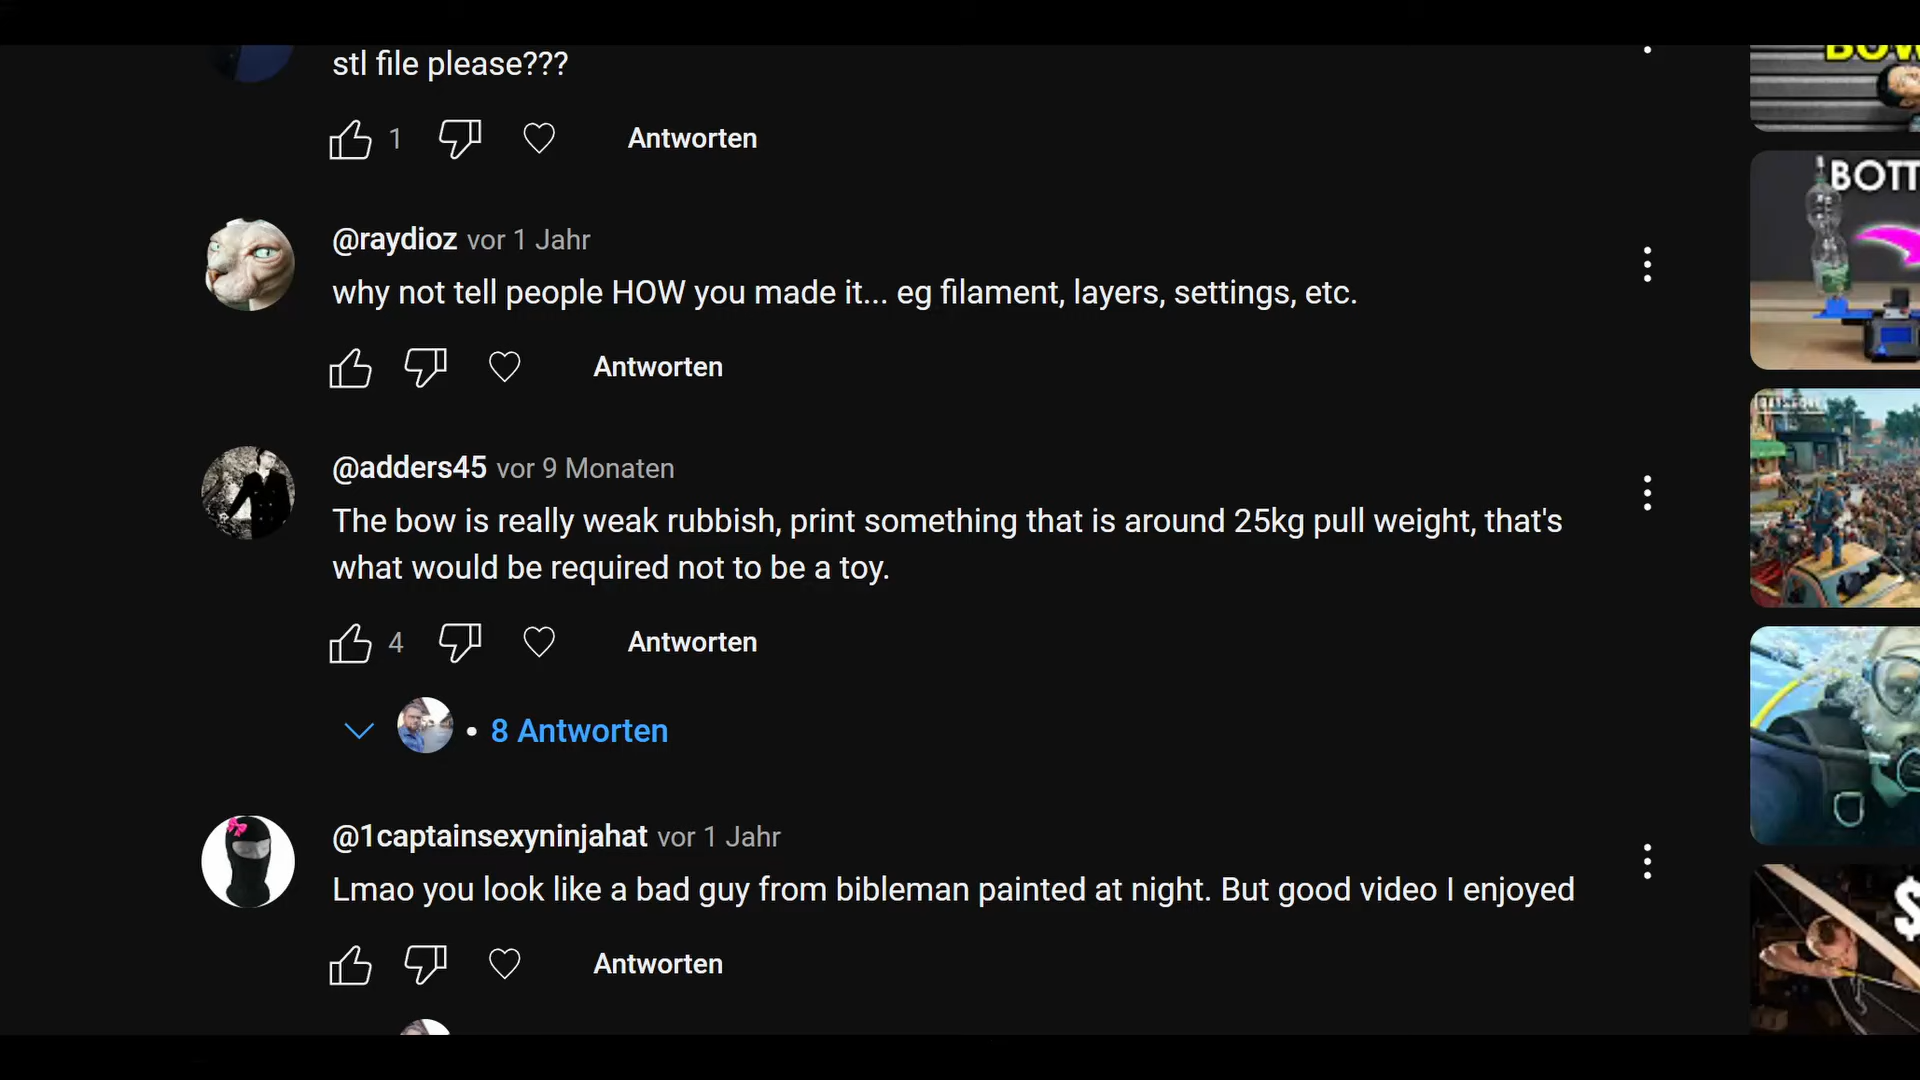 stl file please???
1 Antworten
@raydioz vor 1 Jahr
why not tell people HOW you made it... eg filament, layers, settings, etc.
Antworten
@adders45 vor 9 Monaten
The bow is really weak rubbish, print something that is around 25kg pull weight, that's
what would be required not to be a toy.
4 Antworten
• 8 Antworten
@1captainsexyninjahat vor 1 Jahr
Lmao you look like a bad guy from bibleman painted at night. But good video I enjoyed
Antworten
BOTT
$